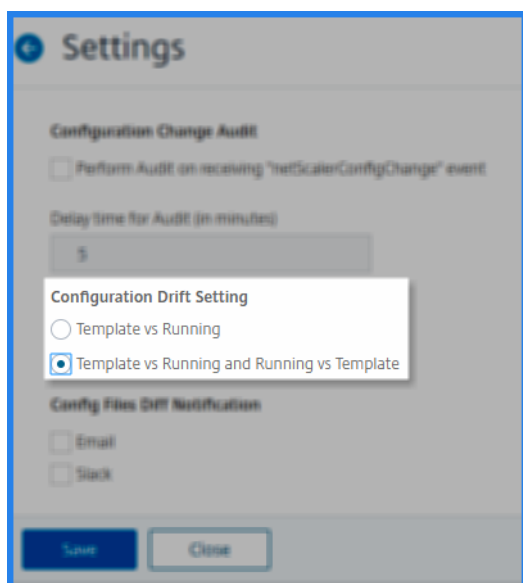 Settings
Configuration Change Audit
Perform Audit on receiving "netScalerConfigChange" event
Delay time for Audit (in minutes)
5
Configuration Drift Setting
Template vs Running
Template vs Running and Running vs Template
Config Files Diff Notification
Email
Slack
Save
Close